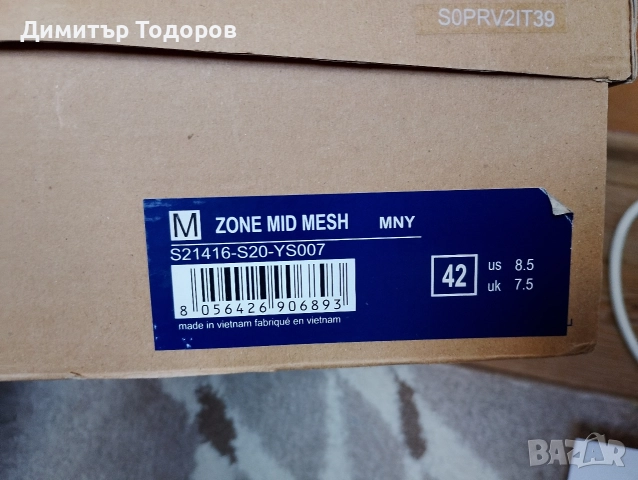 Димитър Тодоров
S0PRV2IT39
M ZONE MID MESH MNY
S21416-S20-YS007
8 056426 906893
made in vietnam fabriqué en vietnam
42 us 8.5
uk 7.5
BAZAR